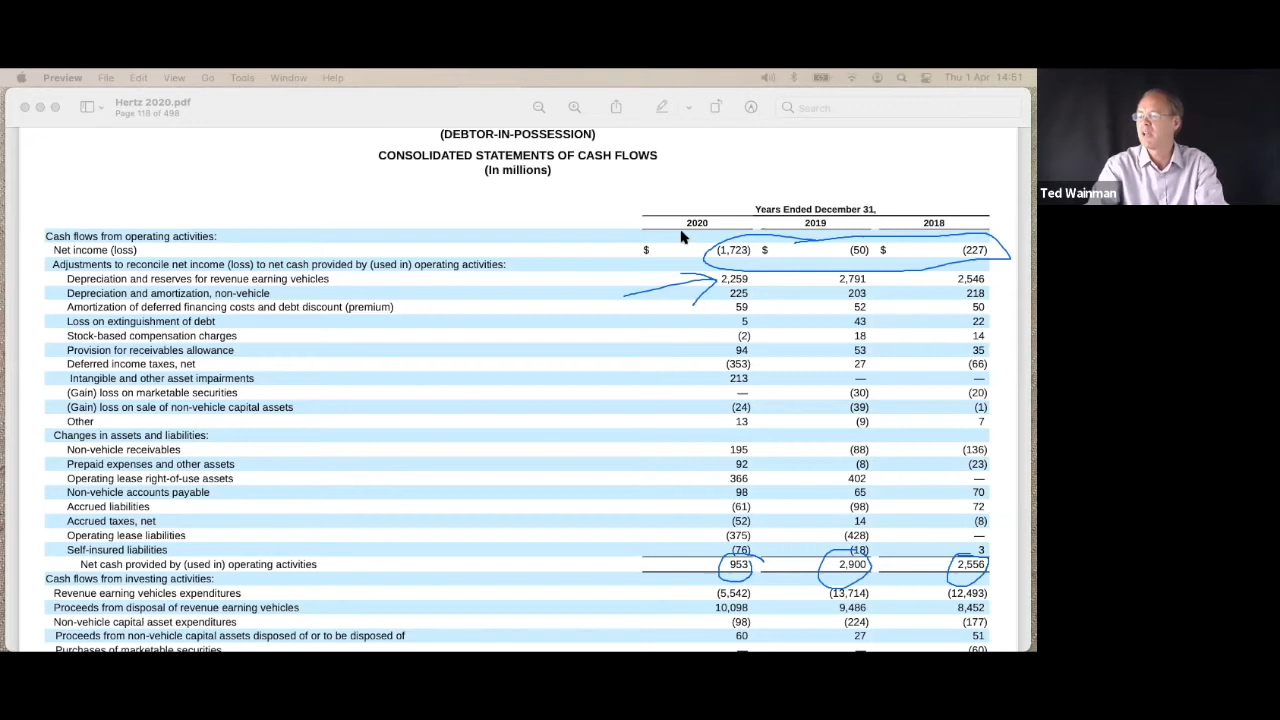 Preview File Edit View Go Tools Window Help Thu 1 Apr 14:51
Hertz 2020.pdf
Page 118 of 498
Search
(DEBTOR-IN-POSSESSION)
CONSOLIDATED STATEMENTS OF CASH FLOWS
(In millions)
Years Ended December 31,
2020 2019 2018
Cash flows from operating activities:
Net income (loss) $ (1,723) $ (50) $ (227)
Adjustments to reconcile net income (loss) to net cash provided by (used in) operating activities:
Depreciation and reserves for revenue earning vehicles 2,259 2,791 2,546
Depreciation and amortization, non-vehicle 225 203 218
Amortization of deferred financing costs and debt discount (premium) 59 52 50
Loss on extinguishment of debt 5 43 22
Stock-based compensation charges (2) 18 14
Provision for receivables allowance 94 53 35
Deferred income taxes, net (353) 27 (66)
Intangible and other asset impairments 213 — —
(Gain) loss on marketable securities — (30) (20)
(Gain) loss on sale of non-vehicle capital assets (24) (39) (1)
Other 13 (9) 7
Changes in assets and liabilities:
Non-vehicle receivables 195 (88) (136)
Prepaid expenses and other assets 92 (8) (23)
Operating lease right-of-use assets 366 402 —
Non-vehicle accounts payable 98 65 70
Accrued liabilities (61) (98) 72
Accrued taxes, net (52) 14 (8)
Operating lease liabilities (375) (428) —
Self-insured liabilities (76) (18) 3
Net cash provided by (used in) operating activities 953 2,900 2,556
Cash flows from investing activities:
Revenue earning vehicles expenditures (5,542) (13,714) (12,493)
Proceeds from disposal of revenue earning vehicles 10,098 9,486 8,452
Non-vehicle capital asset expenditures (98) (224) (177)
Proceeds from non-vehicle capital assets disposed of or to be disposed of 60 27 51
Purchases of marketable securities — — (60)
Ted Wainman